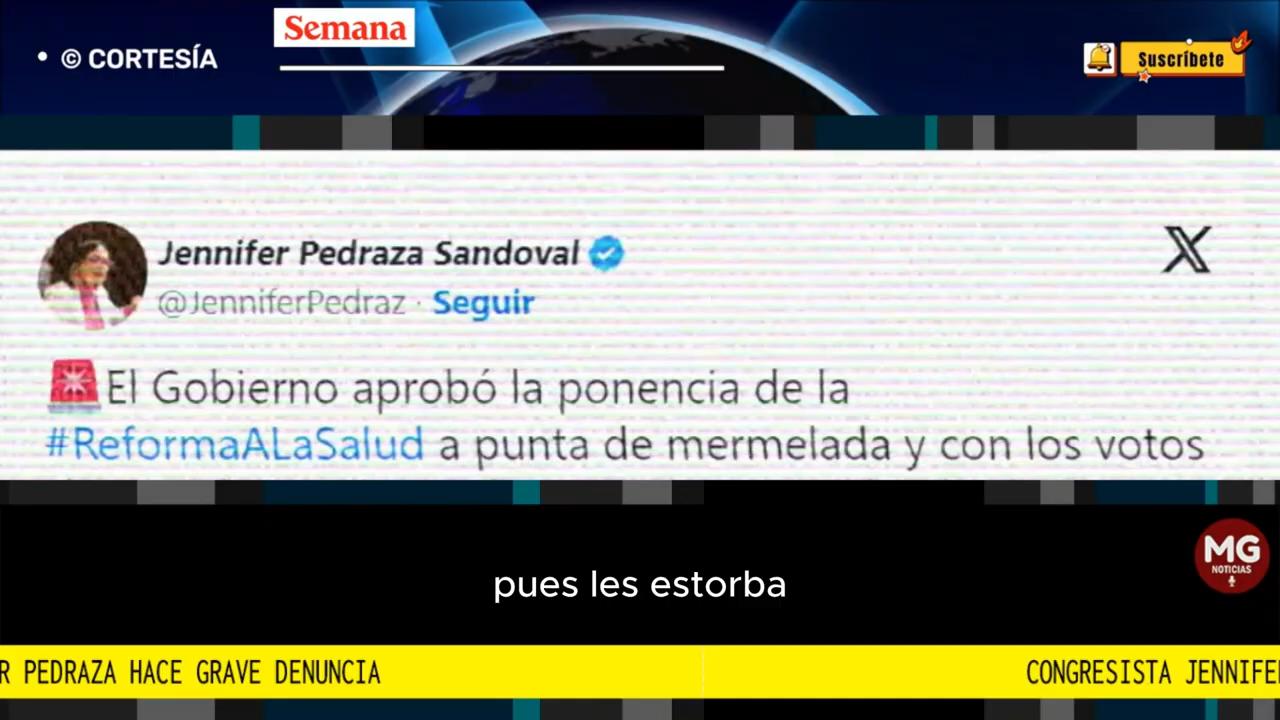 Semana
• © CORTESÍA
Suscríbete
Jennifer Pedraza Sandoval
@JenniferPedraz · Seguir
🚨El Gobierno aprobó la ponencia de la
#ReformaALaSalud a punta de mermelada y con los votos
MG
NOTICIAS
pues les estorba
R PEDRAZA HACE GRAVE DENUNCIA
CONGRESISTA JENNIFE